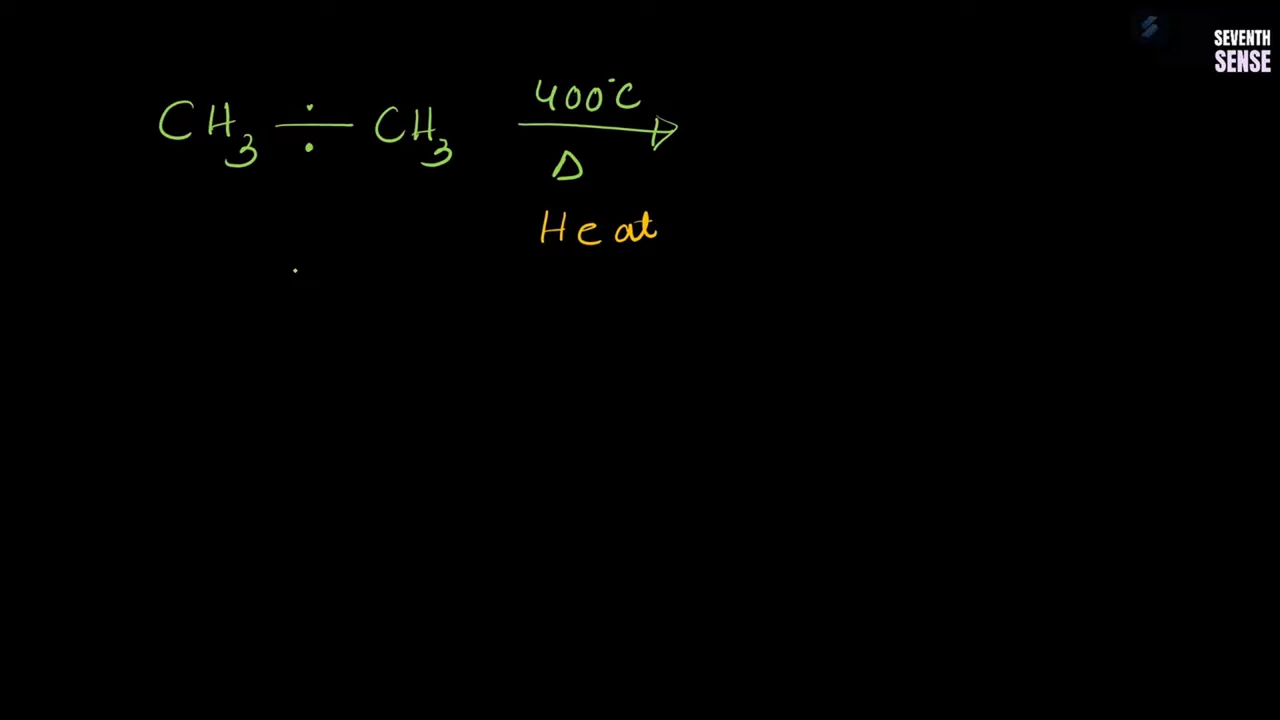 SEVENTH
SENSE
CH₃ — CH₃ 400°C
Δ
Heat